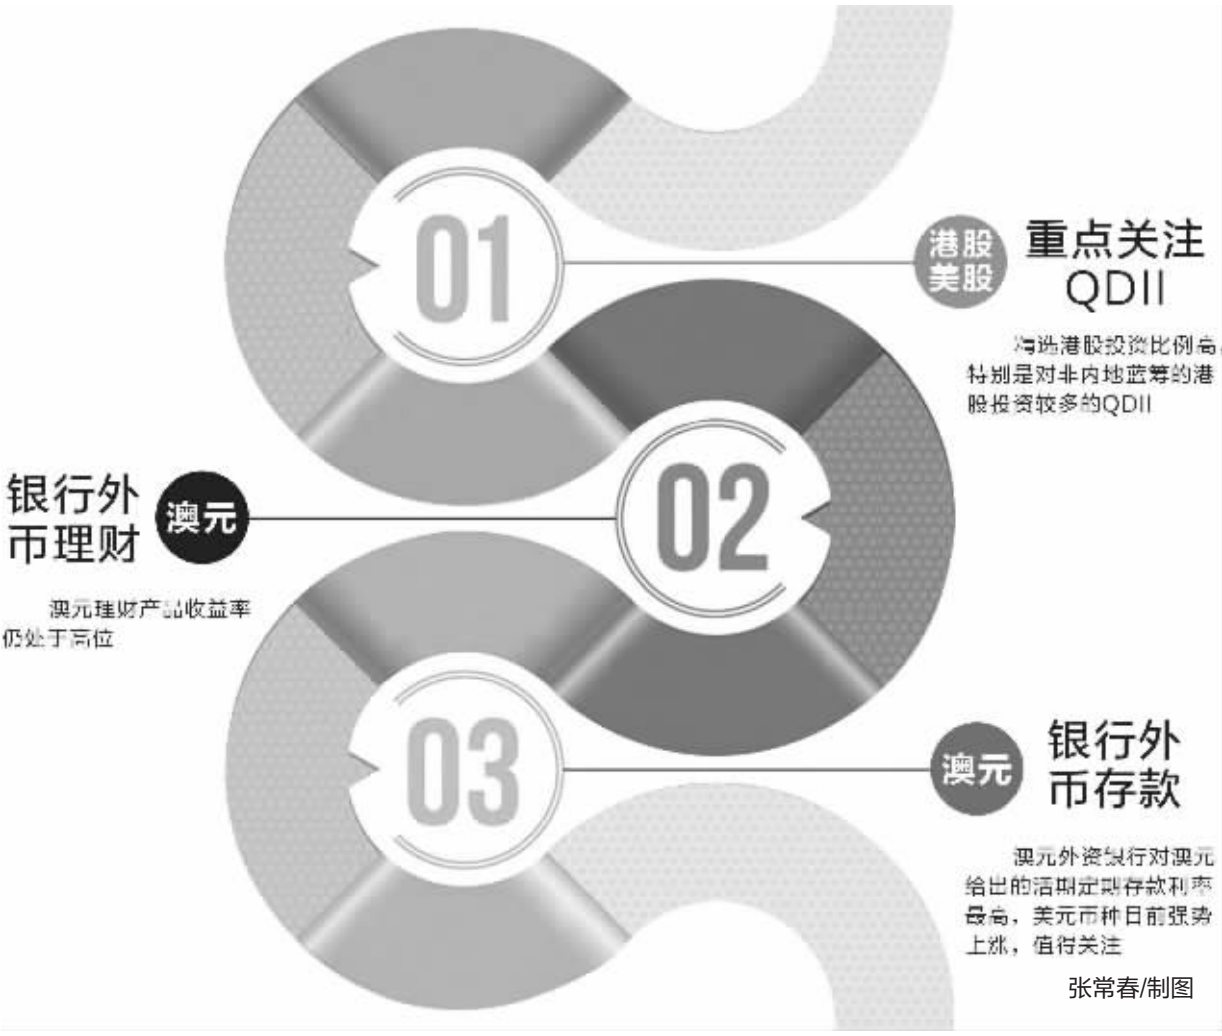 01
港股
美股
重点关注
QDII
精选港股投资比例高,
特别是对非内地蓝筹的港
股投资较多的QDII
02
银行外
币理财
澳元
澳元理财产品收益率
仍处于高位
03
澳元
银行外
币存款
澳元外资银行对澳元
给出的活期定期存款利率
最高，美元币种日前强势
上涨，值得关注
张常春/制图